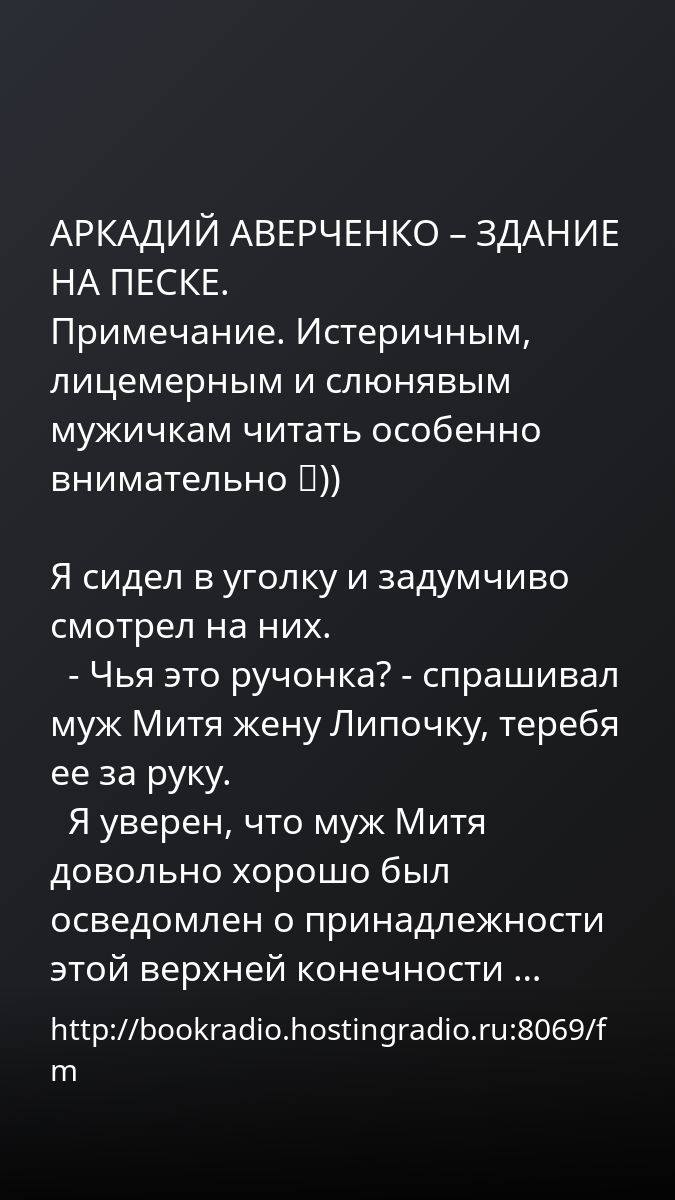 АРКАДИЙ АВЕРЧЕНКО – ЗДАНИЕ
НА ПЕСКЕ.
Примечание. Истеричным,
лицемерным и слюнявым
мужичкам читать особенно
внимательно ▯))
Я сидел в уголку и задумчиво
смотрел на них.
- Чья это ручонка? - спрашивал
муж Митя жену Липочку, теребя
ее за руку.
Я уверен, что муж Митя
довольно хорошо был
осведомлен о принадлежности
этой верхней конечности ...
http://bookradio.hostingradio.ru:8069/f
m